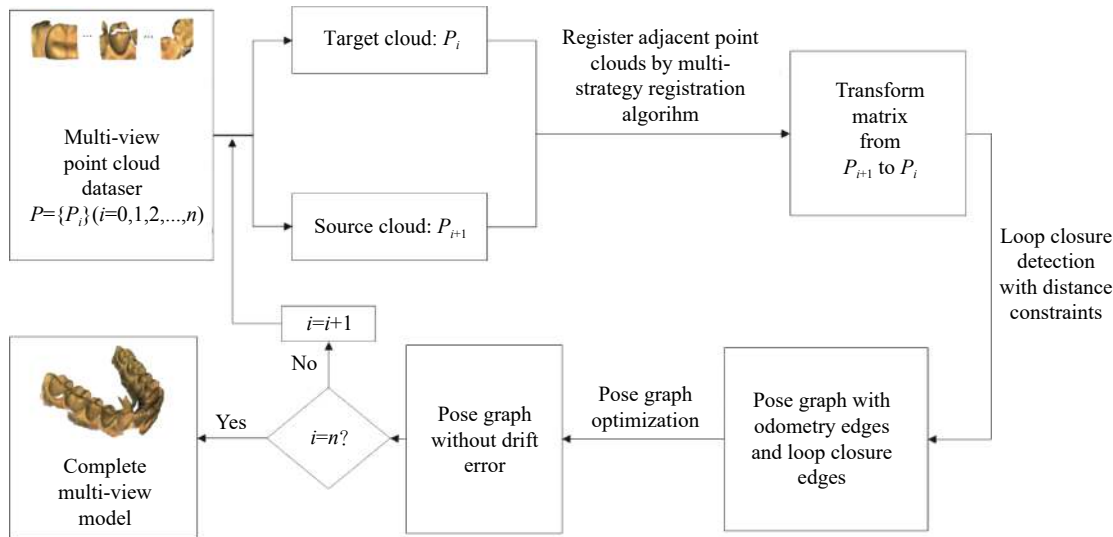 ... ...
Multi-view
point cloud
dataser
P={Pᵢ}(i=0,1,2,...,n)
Target cloud: Pᵢ
Source cloud: Pᵢ₊₁
Register adjacent point
clouds by multi-
strategy registration
algorihm
Transform
matrix
from
Pᵢ₊₁ to Pᵢ
Loop closure
detection
with distance
constraints
Pose graph with
odometry edges
and loop closure
edges
Pose graph
optimization
Pose graph
without drift
error
i=n?
No
i=i+1
Yes
Complete
multi-view
model